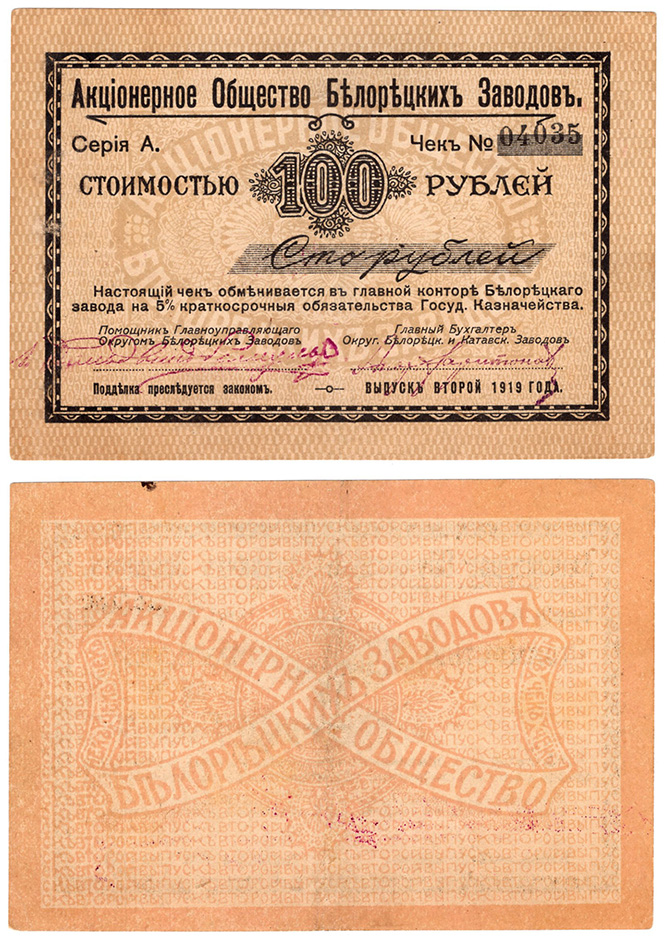 Акціонерное Общество Бѣлорѣцкихъ Заводовъ.
Серія А.
Чекъ № 04035
СТОИМОСТЬЮ 100 РУБЛЕЙ
Сто рублей
Настоящій чекъ обмѣнивается въ главной конторѣ Бѣлорѣцкаго
завода на 5% краткосрочныя обязательства Госуд. Казначейства.
Помощникъ Главноуправляющаго
Округомъ Бѣлорѣцкихъ Заводовъ
Главный Бухгалтеръ
Округ. Бѣлорѣцк. и Катавск. Заводовъ
Поддѣлка преслѣдуется закономъ.
ВЫПУСКЪ ВТОРОЙ 1919 ГОДА.
АКЦІОНЕРНОЕ ОБЩЕСТВО
БѢЛОРѢЦКИХЪ ЗАВОДОВЪ